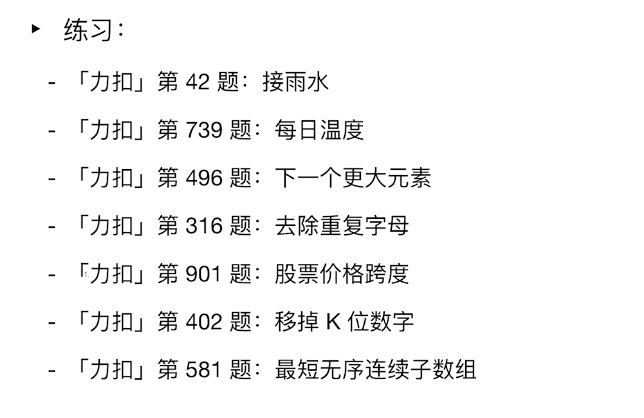 ▸ 练习：
- 「力扣」第 42 题：接雨水
- 「力扣」第 739 题：每日温度
- 「力扣」第 496 题：下一个更大元素
- 「力扣」第 316 题：去除重复字母
- 「力扣」第 901 题：股票价格跨度
- 「力扣」第 402 题：移掉 K 位数字
- 「力扣」第 581 题：最短无序连续子数组